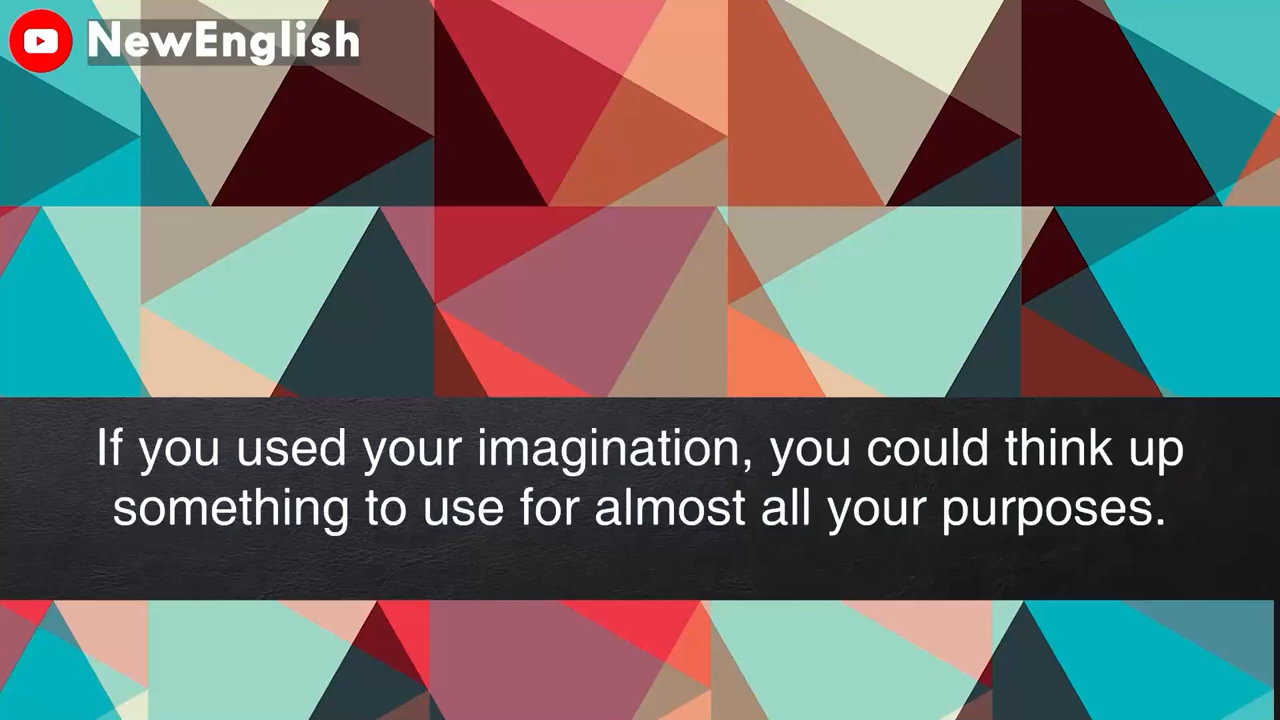 NewEnglish
If you used your imagination, you could think up
something to use for almost all your purposes.